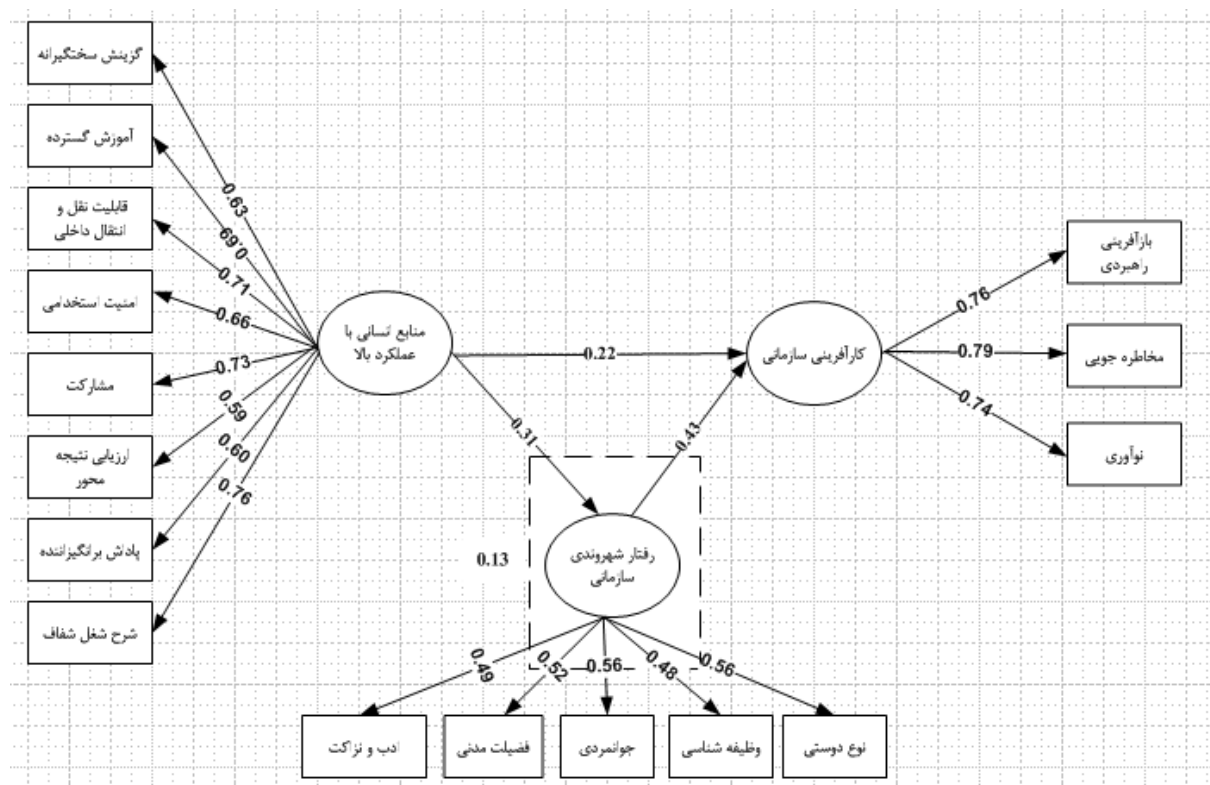 گزینش سختگیرانه
آموزش گسترده
قابلیت نقل و
انتقال داخلی
امنیت استخدامی
مشارکت
ارزیابی نتیجه
محور
پاداش برانگیزاننده
شرح شغل شفاف
0.63
0.69
0.71
0.66
0.73
0.59
0.60
0.76
منابع انسانی با
عملکرد بالا
0.22
0.31
0.43
کارآفرینی سازمانی
0.76
0.79
0.74
بازآفرینی
راهبردی
مخاطره جویی
نوآوری
0.13
رفتار شهروندی
سازمانی
0.49
0.52
0.56
0.48
0.56
ادب و نزاکت
فضیلت مدنی
جوانمردی
وظیفه شناسی
نوع دوستی